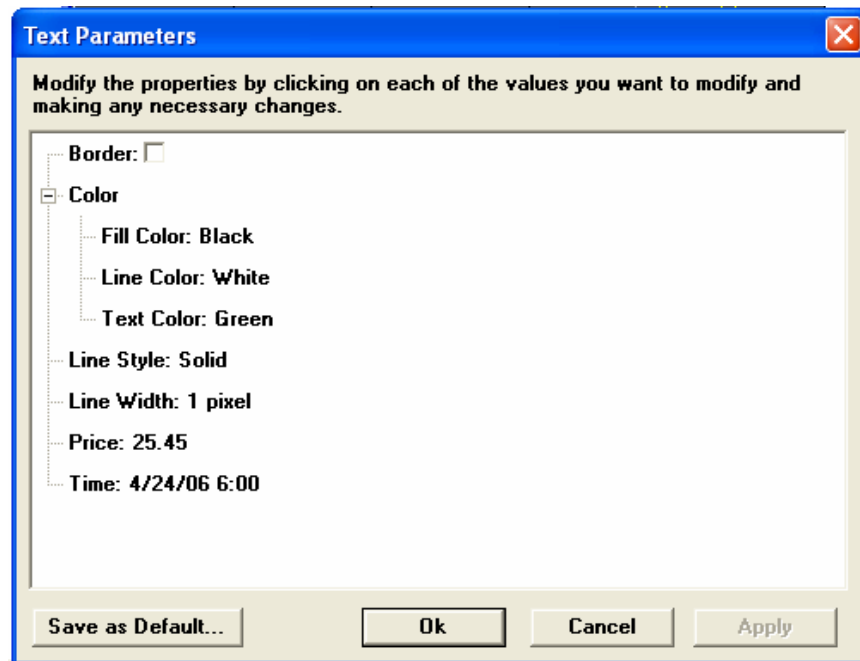 Text Parameters
Modify the properties by clicking on each of the values you want to modify and
making any necessary changes.
Border:
Color
Fill Color: Black
Line Color: White
Text Color: Green
Line Style: Solid
Line Width: 1 pixel
Price: 25.45
Time: 4/24/06 6:00
Save as Default...
Ok
Cancel
Apply